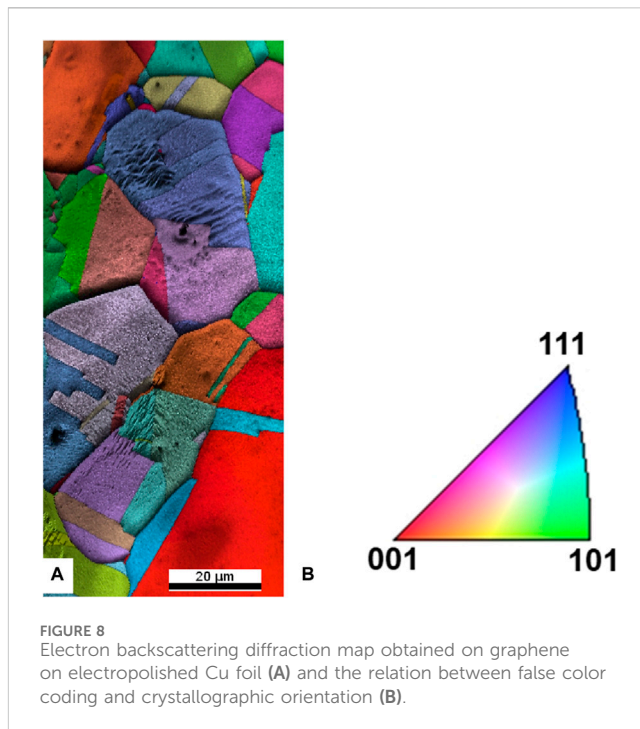 A
20 µm
B
111
001
101
FIGURE 8
Electron backscattering diffraction map obtained on graphene
on electropolished Cu foil (A) and the relation between false color
coding and crystallographic orientation (B).